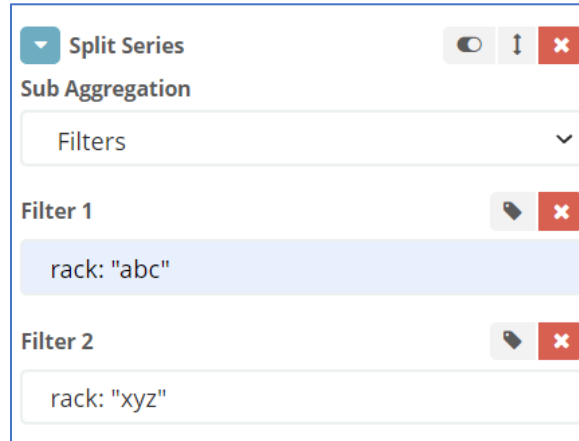 Split Series
Sub Aggregation
Filters
Filter 1
rack: "abc"
Filter 2
rack: "xyz"